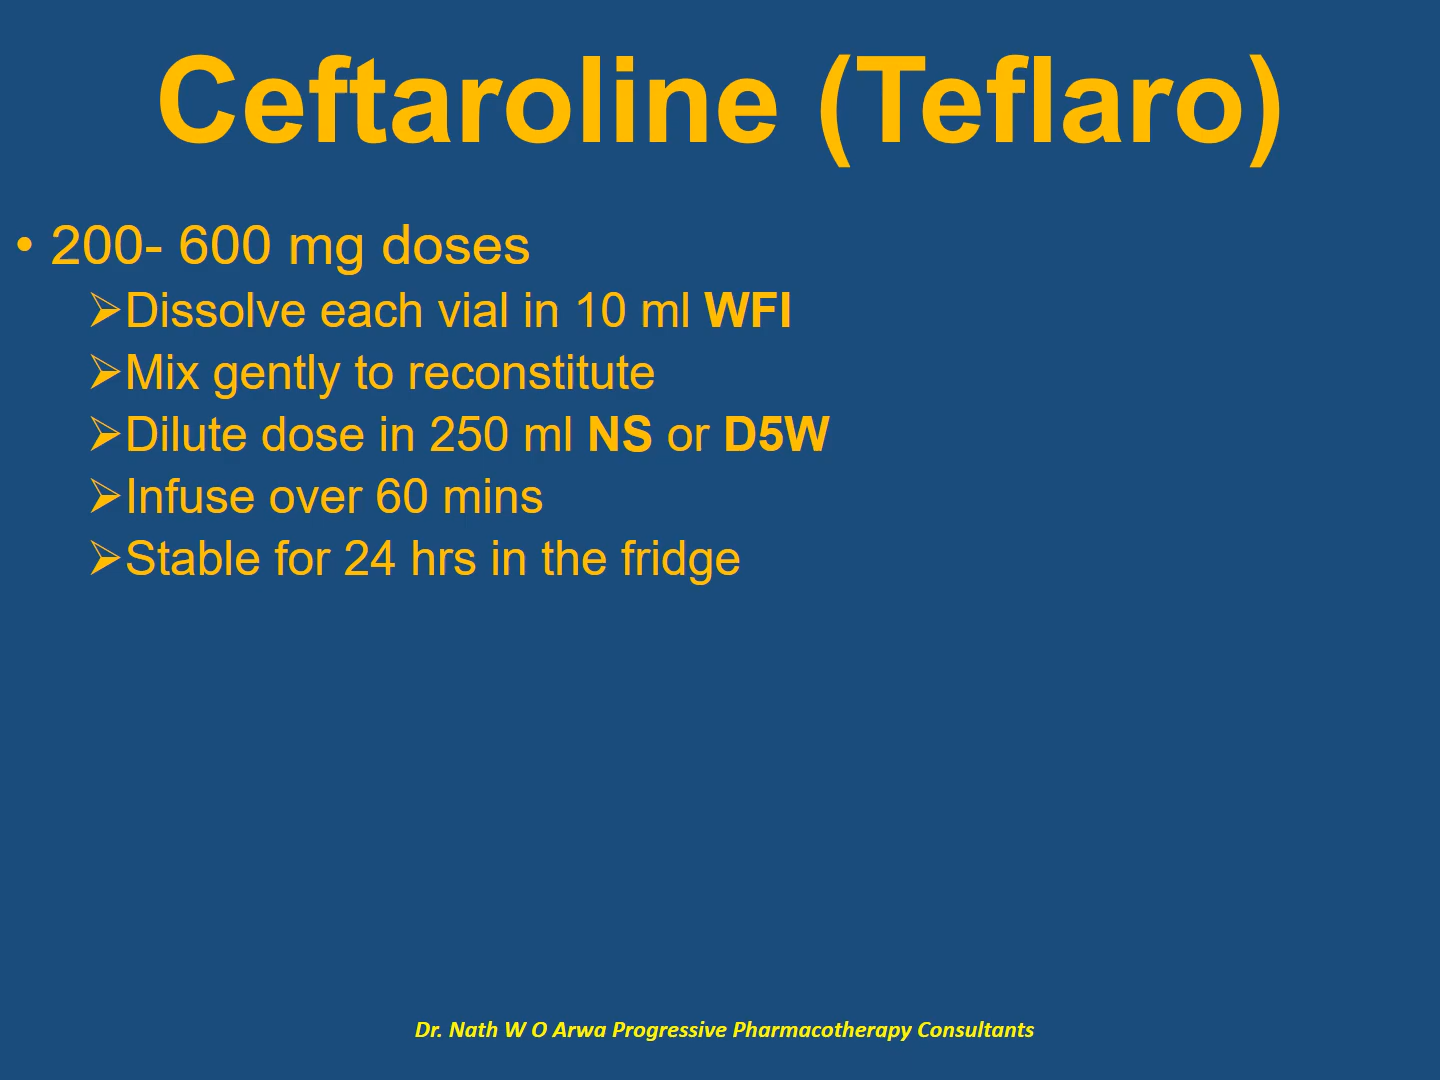 Ceftaroline (Teflaro)
• 200- 600 mg doses
➢Dissolve each vial in 10 ml WFI
➢Mix gently to reconstitute
➢Dilute dose in 250 ml NS or D5W
➢Infuse over 60 mins
➢Stable for 24 hrs in the fridge
Dr. Nath W O Arwa Progressive Pharmacotherapy Consultants